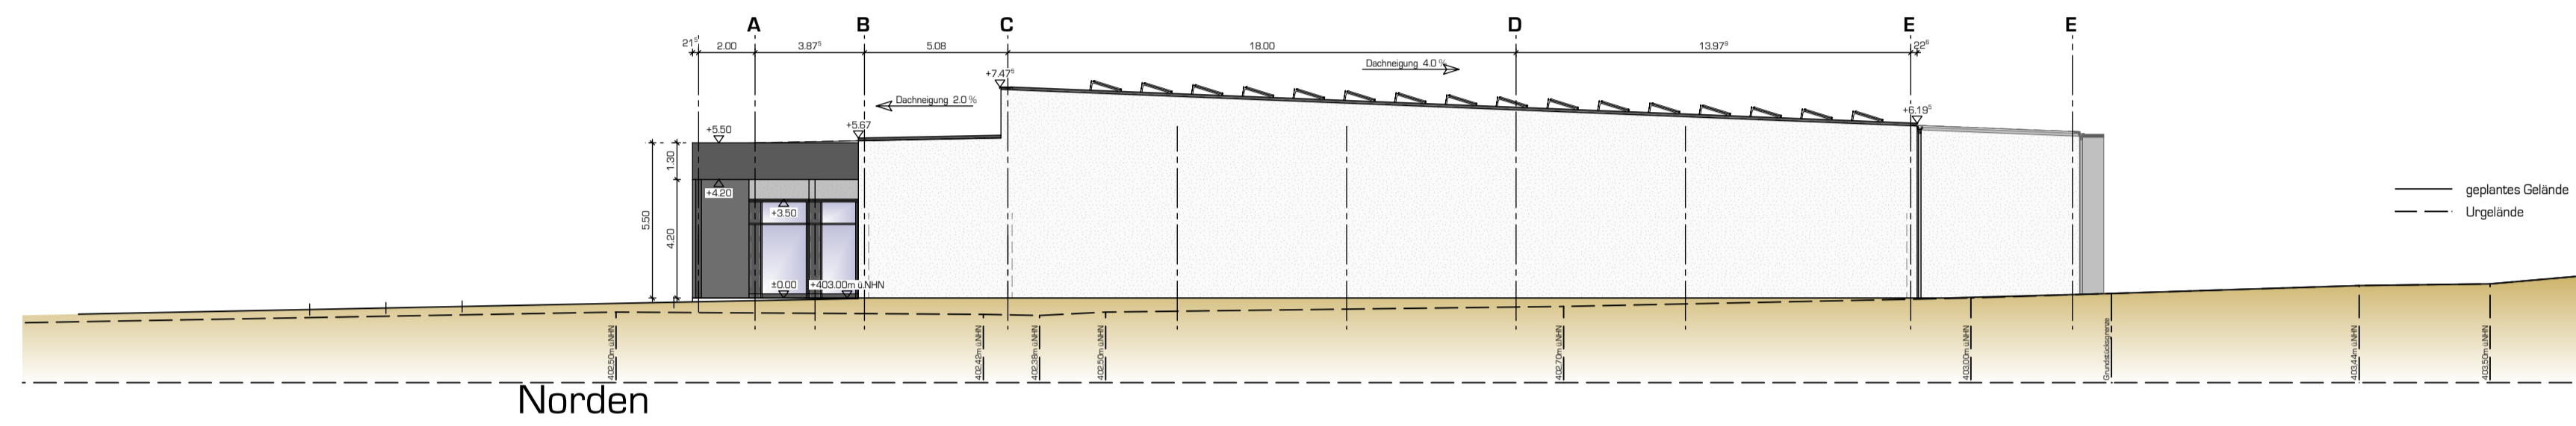 A B C D E E
21⁵ 2.00 3.87⁵ 5.08 18.00 13.97⁹ 22⁶
Dachneigung 4.0 %
+7.47⁵
Dachneigung 2.0 %
+6.19⁵
+5.67
+5.50
1.30
+4.20
geplantes Gelände
+3.50
Urgelände
5.50
4.20
±0.00 +403.00m ü.NHN
402.50m ü.NHN
402.42m ü.NHN
402.38m ü.NHN
402.50m ü.NHN
402.70m ü.NHN
403.00m ü.NHN
Grundstücksgrenze
403.44m ü.NHN
403.50m ü.NHN
Norden